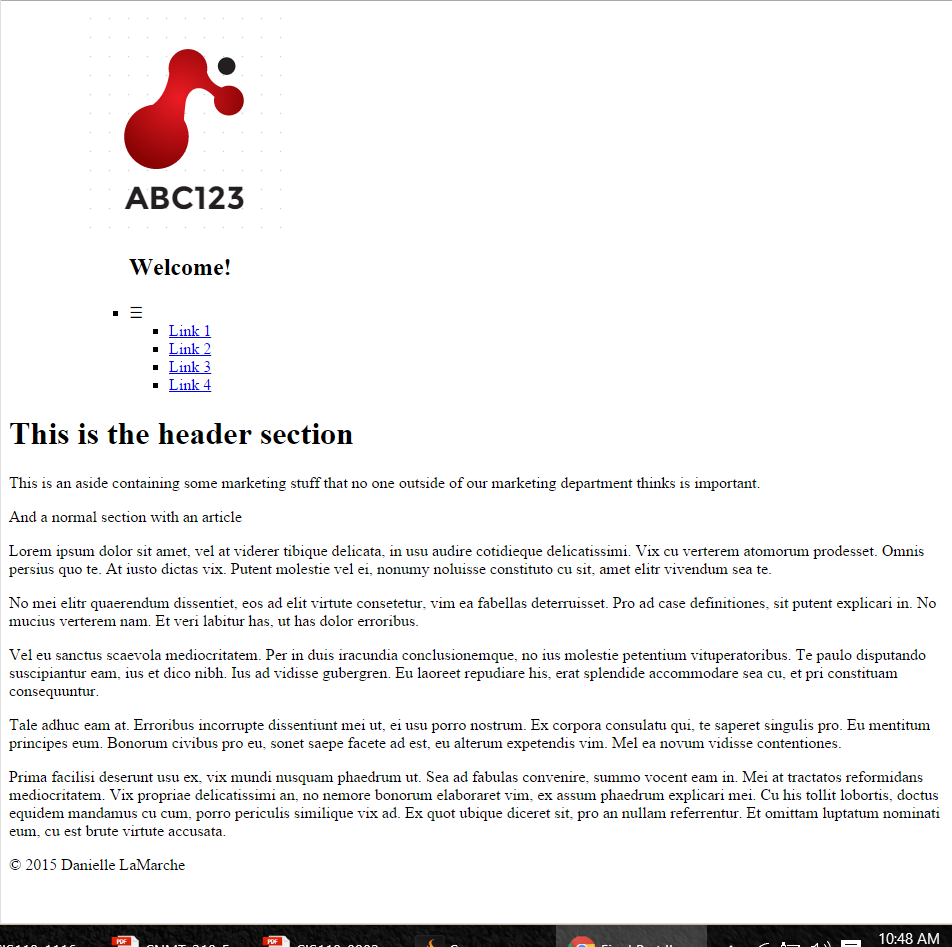 ABC123
Welcome!
☰
Link 1
Link 2
Link 3
Link 4
This is the header section
This is an aside containing some marketing stuff that no one outside of our marketing department thinks is important.
And a normal section with an article
Lorem ipsum dolor sit amet, vel at viderer tibique delicata, in usu audire cotidieque delicatissimi. Vix cu verterem atomorum prodesset. Omnis
persius quo te. At iusto dictas vix. Putent molestie vel ei, nonumy noluisse constituto cu sit, amet elitr vivendum sea te.
No mei elitr quaerendum dissentiet, eos ad elit virtute consetetur, vim ea fabellas deterruisset. Pro ad case definitiones, sit putent explicari in. No
mucius verterem nam. Et veri labitur has, ut has dolor erroribus.
Vel eu sanctus scaevola mediocritatem. Per in duis iracundia conclusionemque, no ius molestie petentium vituperatoribus. Te paulo disputando
suscipiantur eam, ius et dico nibh. Ius ad vidisse gubergren. Eu laoreet repudiare his, erat splendide accommodare sea cu, et pri constituam
consequuntur.
Tale adhuc eam at. Erroribus incorrupte dissentiunt mei ut, ei usu porro nostrum. Ex corpora consulatu qui, te saperet singulis pro. Eu mentitum
principes eum. Bonorum civibus pro eu, sonet saepe facete ad est, eu alterum expetendis vim. Mel ea novum vidisse contentiones.
Prima facilisi deserunt usu ex, vix mundi nusquam phaedrum ut. Sea ad fabulas convenire, summo vocent eam in. Mei at tractatos reformidans
mediocritatem. Vix propriae delicatissimi an, no nemore bonorum elaboraret vim, ex assum phaedrum explicari mei. Cu his tollit lobortis, doctus
equidem mandamus cu cum, porro periculis similique vix ad. Ex quot ubique diceret sit, pro an nullam referrentur. Et omittam luptatum nominati
eum, cu est brute virtute accusata.
© 2015 Danielle LaMarche
PDF PDF 10:48 AM